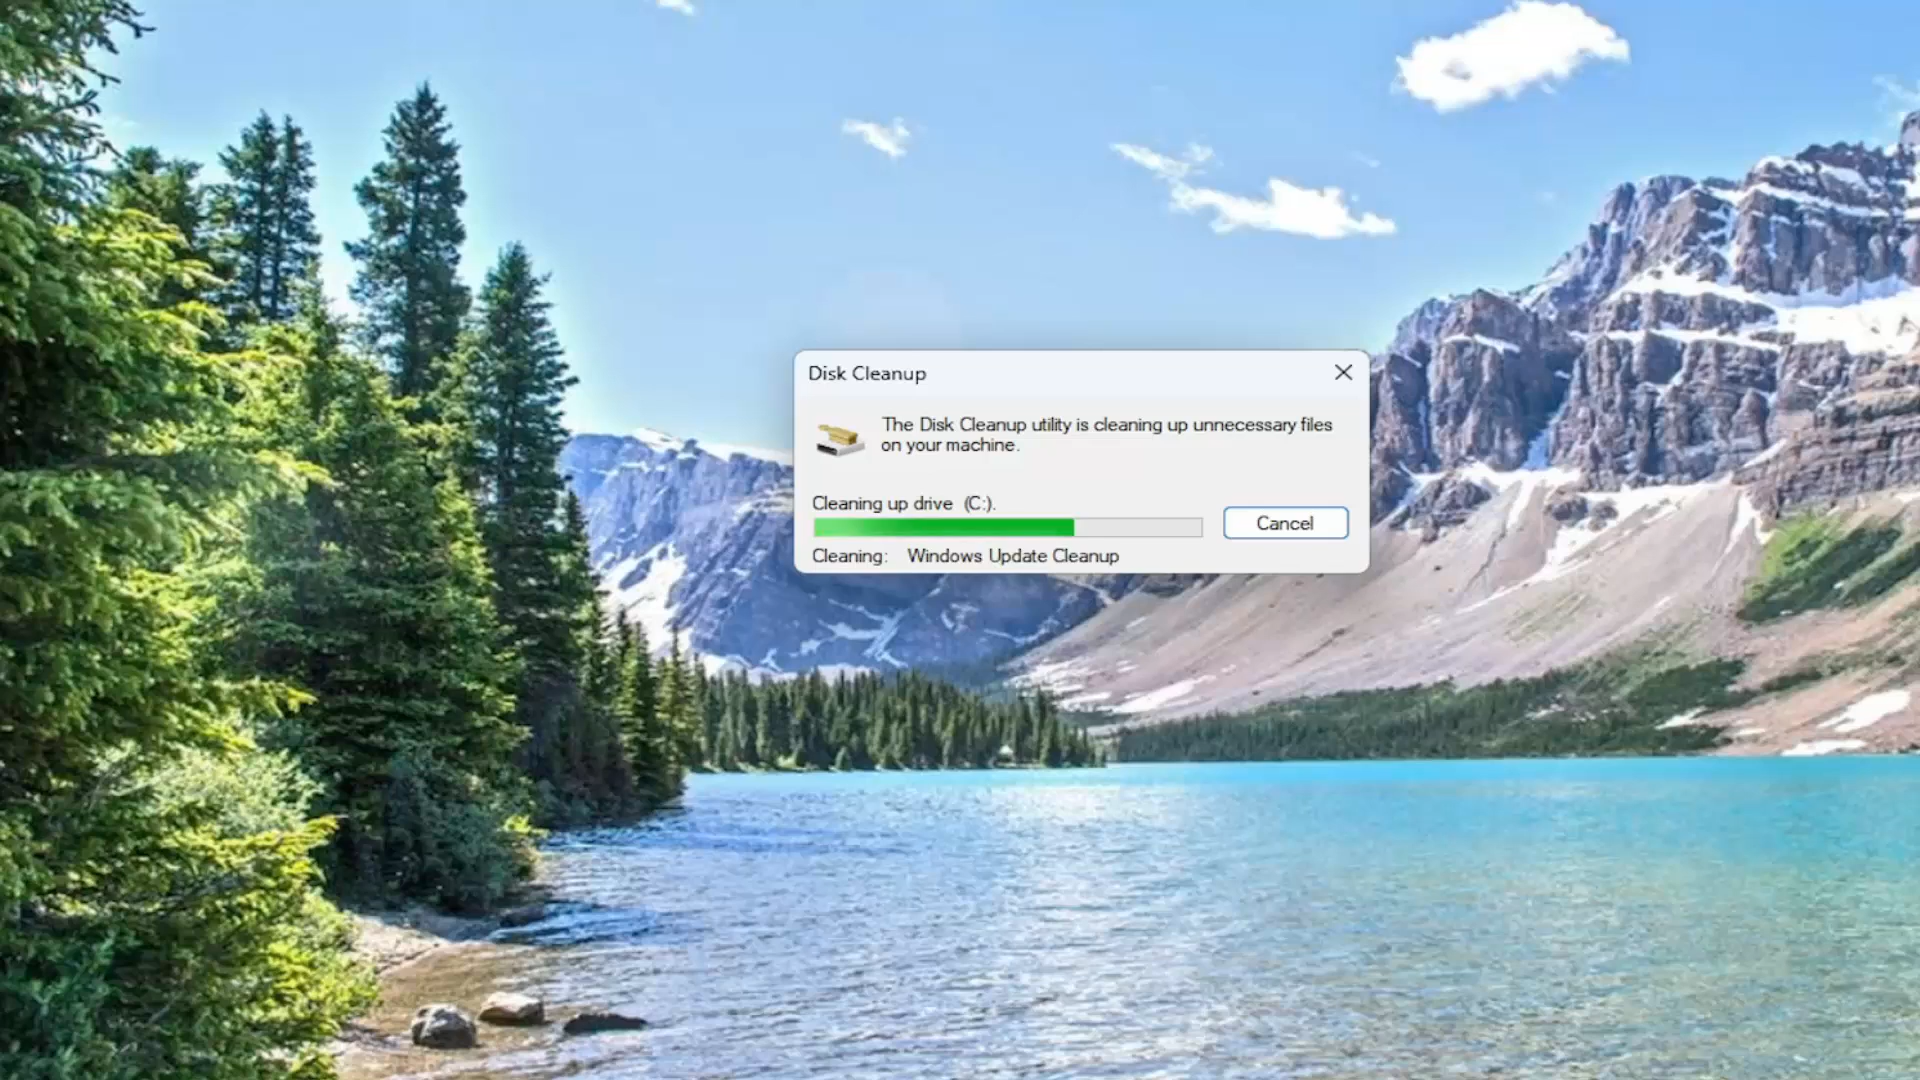 Disk Cleanup
The Disk Cleanup utility is cleaning up unnecessary files
on your machine.
Cleaning up drive (C:).
Cancel
Cleaning: Windows Update Cleanup